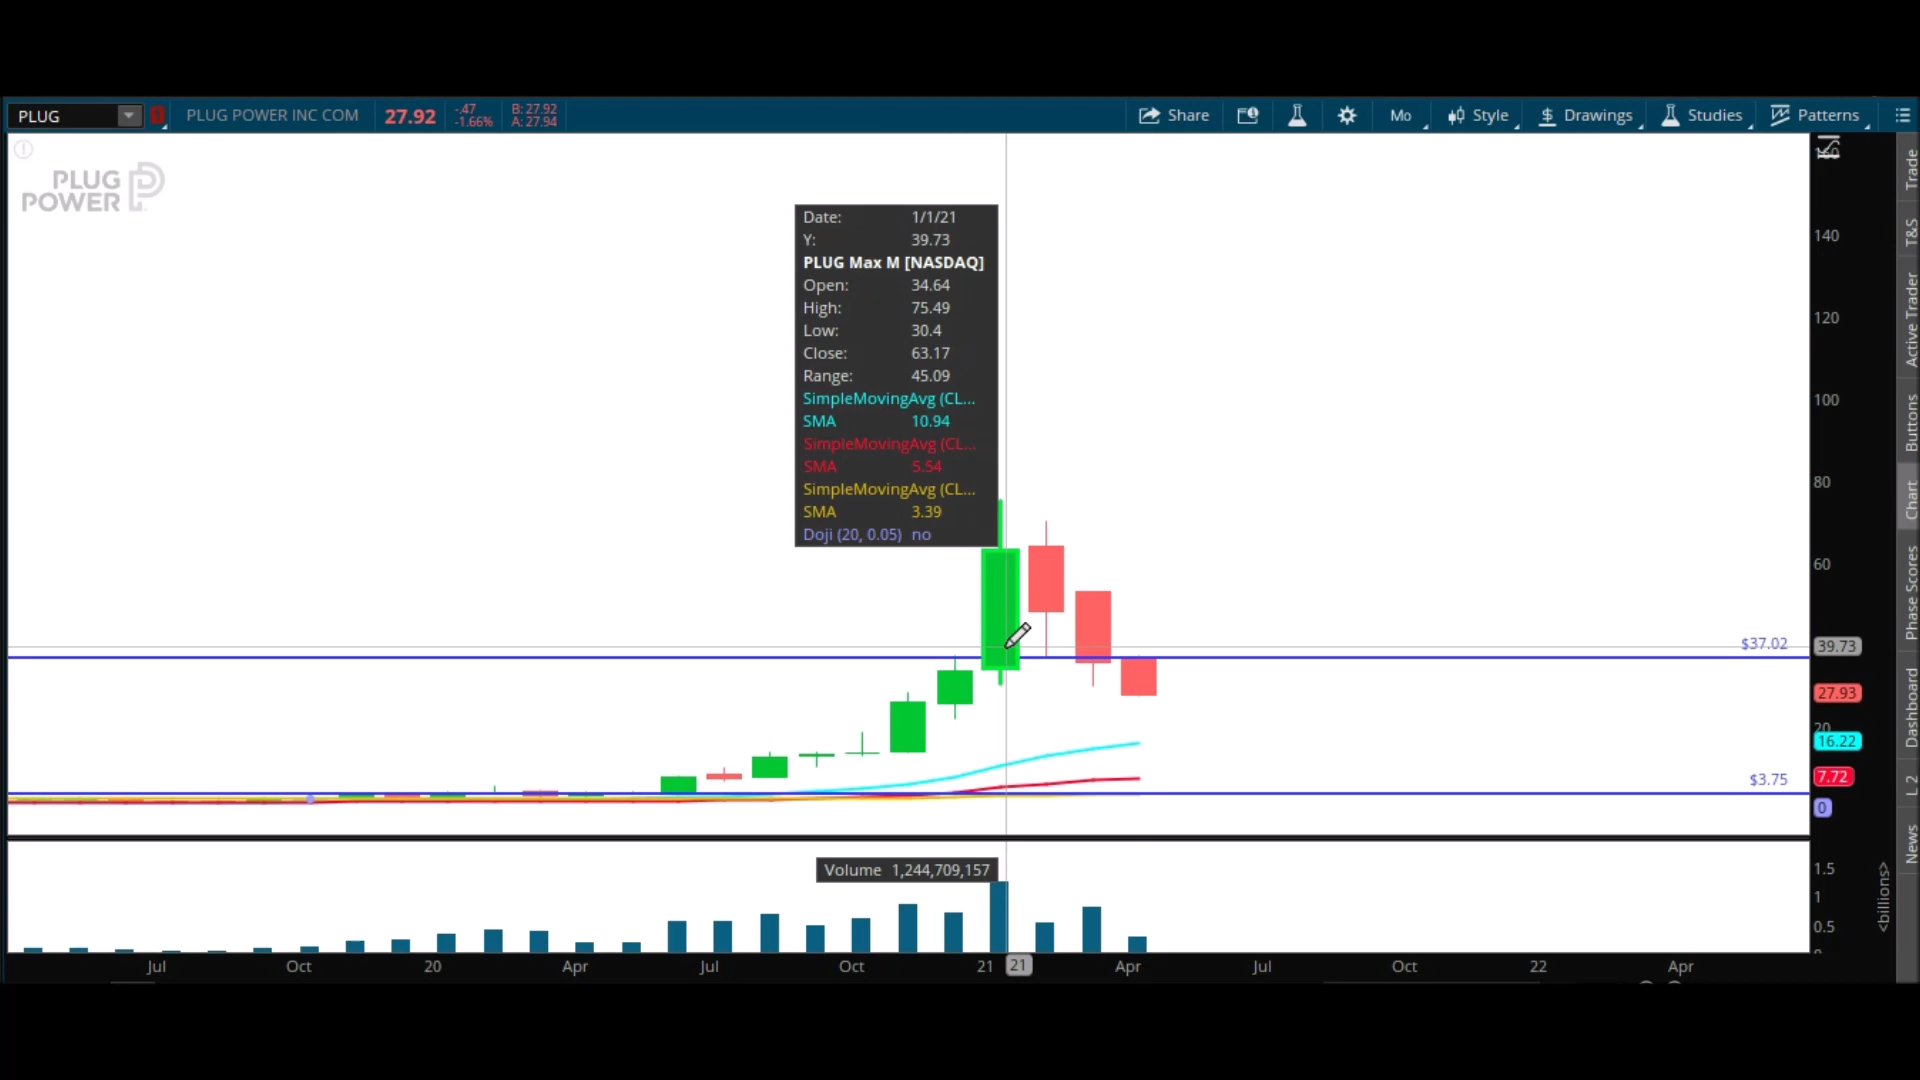 PLUG
PLUG POWER INC COM
27.92
-.47
-1.66%
B: 27.92
A: 27.94
Share
Mo
Style
Drawings
Studies
Patterns
PLUG
POWER
Date: 1/1/21
Y: 39.73
PLUG Max M [NASDAQ]
Open: 34.64
High: 75.49
Low: 30.4
Close: 63.17
Range: 45.09
SimpleMovingAvg (CL...
SMA 10.94
SimpleMovingAvg (CL...
SMA 5.54
SimpleMovingAvg (CL...
SMA 3.39
Doji (20, 0.05) no
160
140
120
100
80
60
$37.02
39.73
27.93
20
16.22
$3.75
7.72
0
Volume 1,244,709,157
1.5
1
0.5
0
<billions>
Jul
Oct
20
Apr
Jul
Oct
21
21
Apr
Jul
Oct
22
Apr
Trade
T&S
Active Trader
Buttons
Chart
Phase Scores
Dashboard
L 2
News